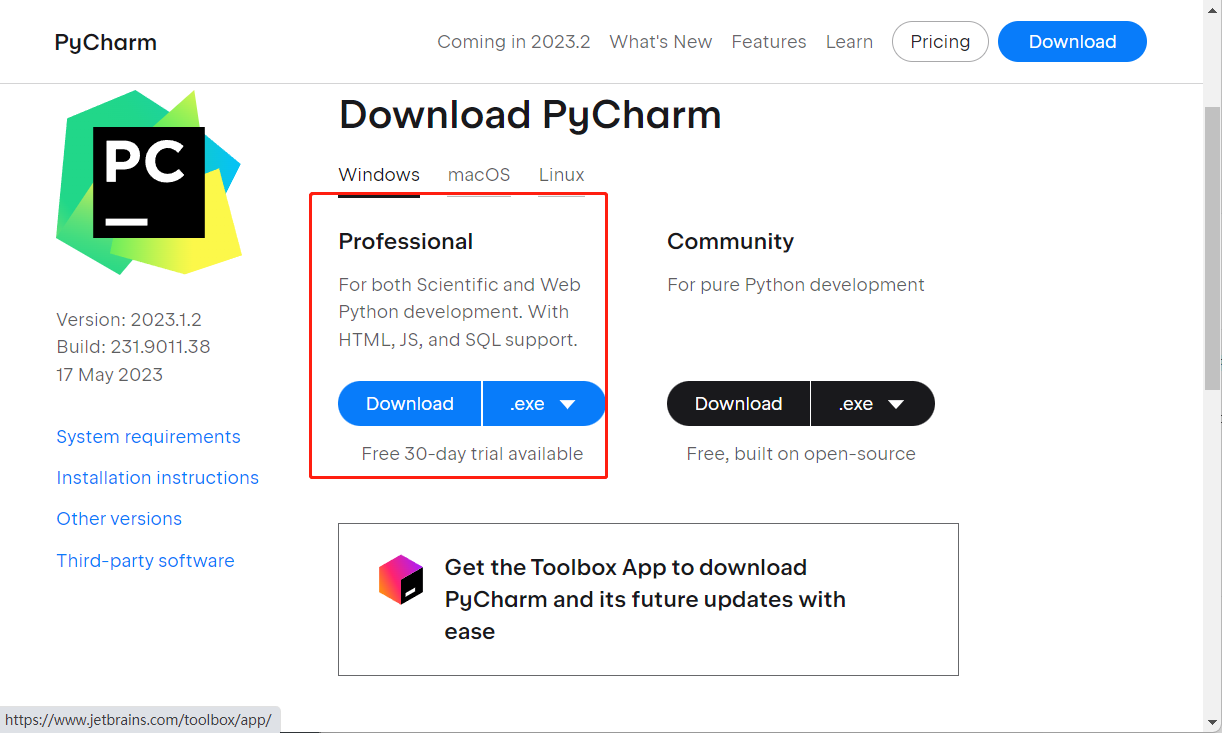 PyCharm
Coming in 2023.2 What's New Features Learn Pricing Download
PC
Version: 2023.1.2
Build: 231.9011.38
17 May 2023
System requirements
Installation instructions
Other versions
Third-party software
Download PyCharm
Windows macOS Linux
Professional
For both Scientific and Web
Python development. With
HTML, JS, and SQL support.
Download .exe
Free 30-day trial available
Community
For pure Python development
Download .exe
Free, built on open-source
Get the Toolbox App to download
PyCharm and its future updates with
ease
https://www.jetbrains.com/toolbox/app/